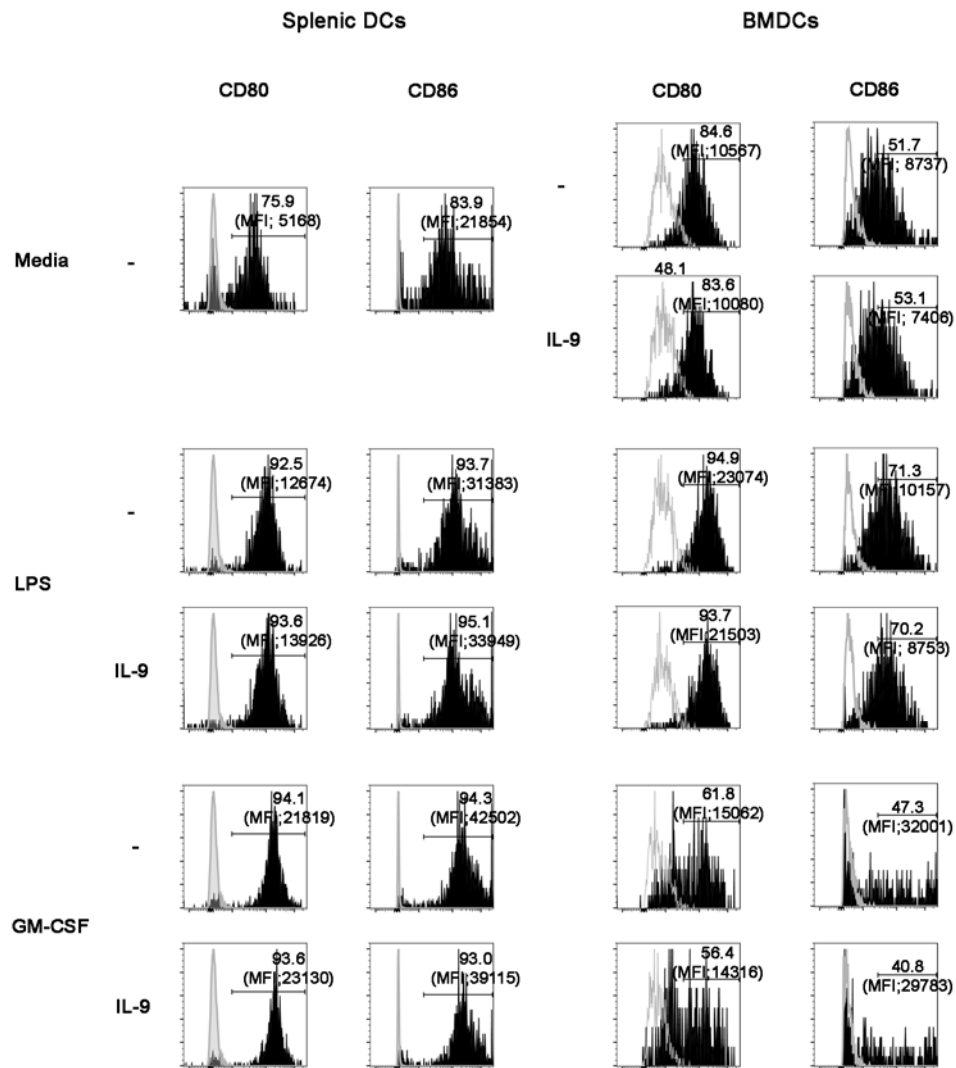 Splenic DCs
BMDCs
CD80
CD86
CD80
CD86
Media
-
75.9
(MFI; 5168)
83.9
(MFI;21854)
-
84.6
(MFI;10567)
51.7
(MFI; 8737)
IL-9
48.1
83.6
(MFI;10080)
53.1
(MFI; 7406)
LPS
-
92.5
(MFI;12674)
93.7
(MFI;31383)
94.9
(MFI;23074)
71.3
(MFI;10157)
IL-9
93.6
(MFI;13926)
95.1
(MFI;33949)
93.7
(MFI;21503)
70.2
(MFI; 8753)
GM-CSF
-
94.1
(MFI;21819)
94.3
(MFI;42502)
61.8
(MFI;15062)
47.3
(MFI;32001)
IL-9
93.6
(MFI;23130)
93.0
(MFI;39115)
56.4
(MFI;14316)
40.8
(MFI;29783)